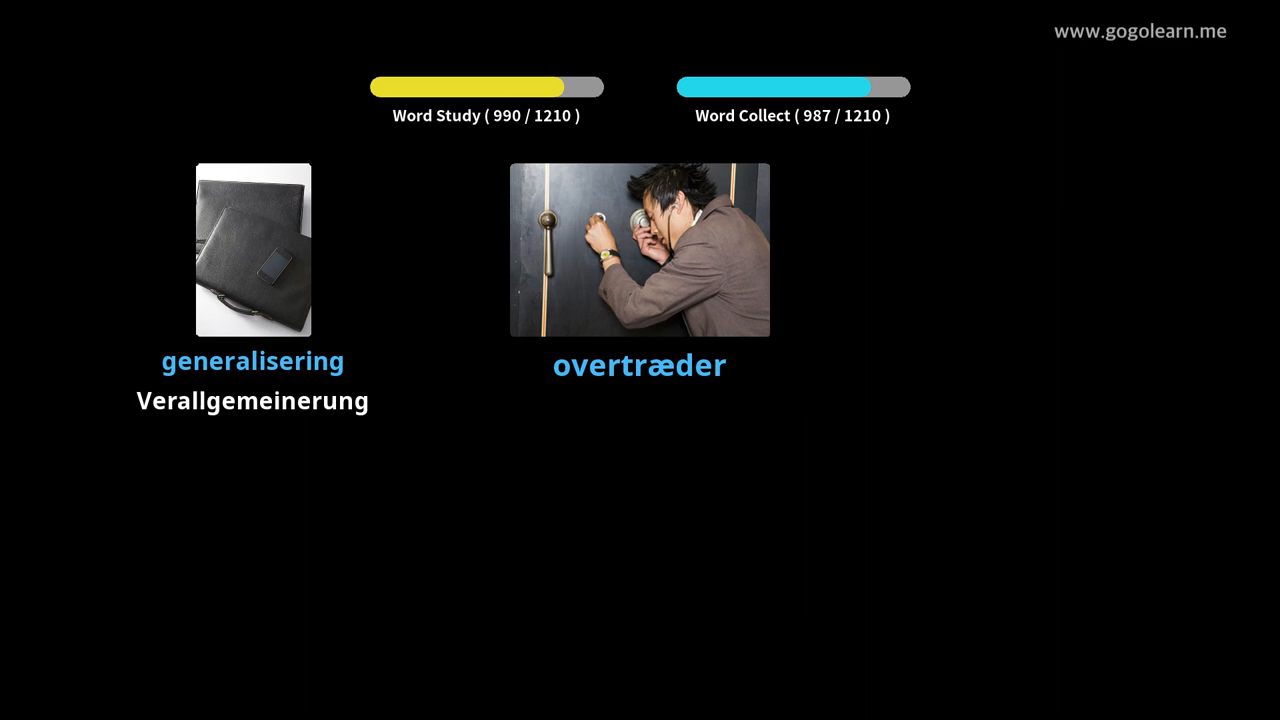 www.gogolearn.me
Word Study ( 990 / 1210 )
Word Collect ( 987 / 1210 )
generalisering
Verallgemeinerung
overtræder